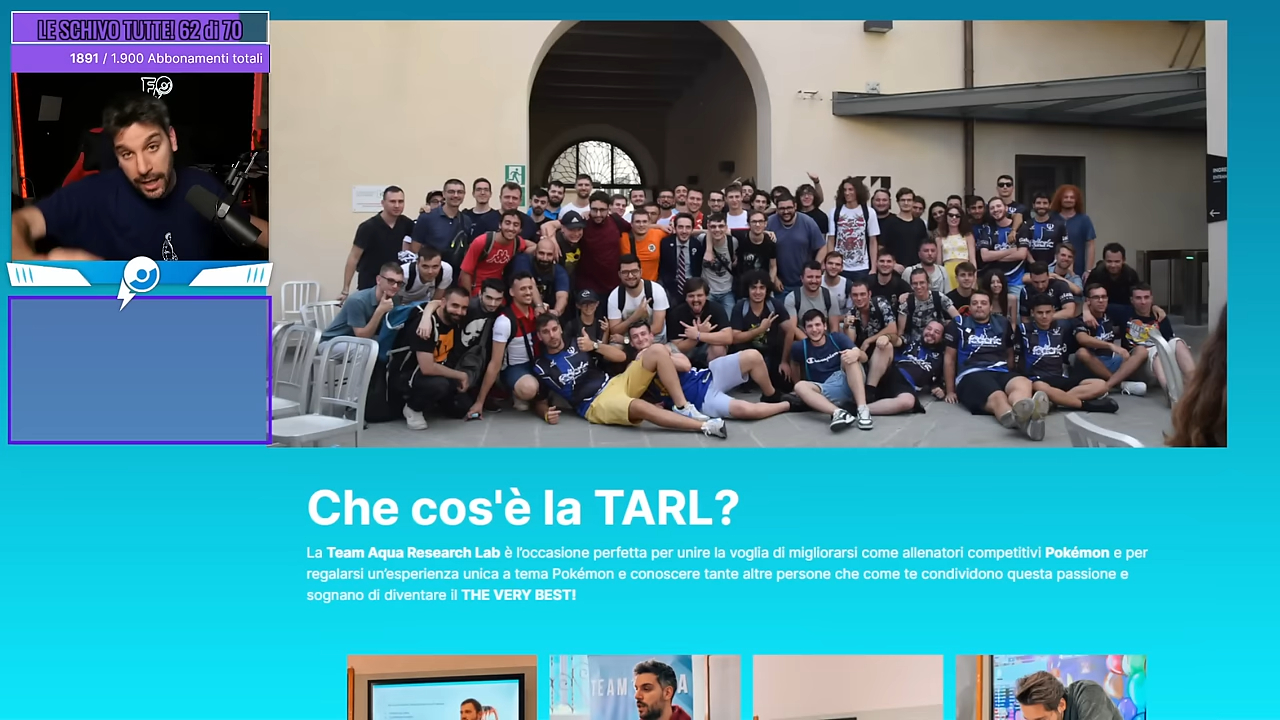 LE SCHIVO TUTTE! 62 di 70
1891 / 1.900 Abbonamenti totali
Che cos'è la TARL?
La Team Aqua Research Lab è l'occasione perfetta per unire la voglia di migliorarsi come allenatori competitivi Pokémon e per
regalarsi un'esperienza unica a tema Pokémon e conoscere tante altre persone che come te condividono questa passione e
sognano di diventare il THE VERY BEST!
TEAM